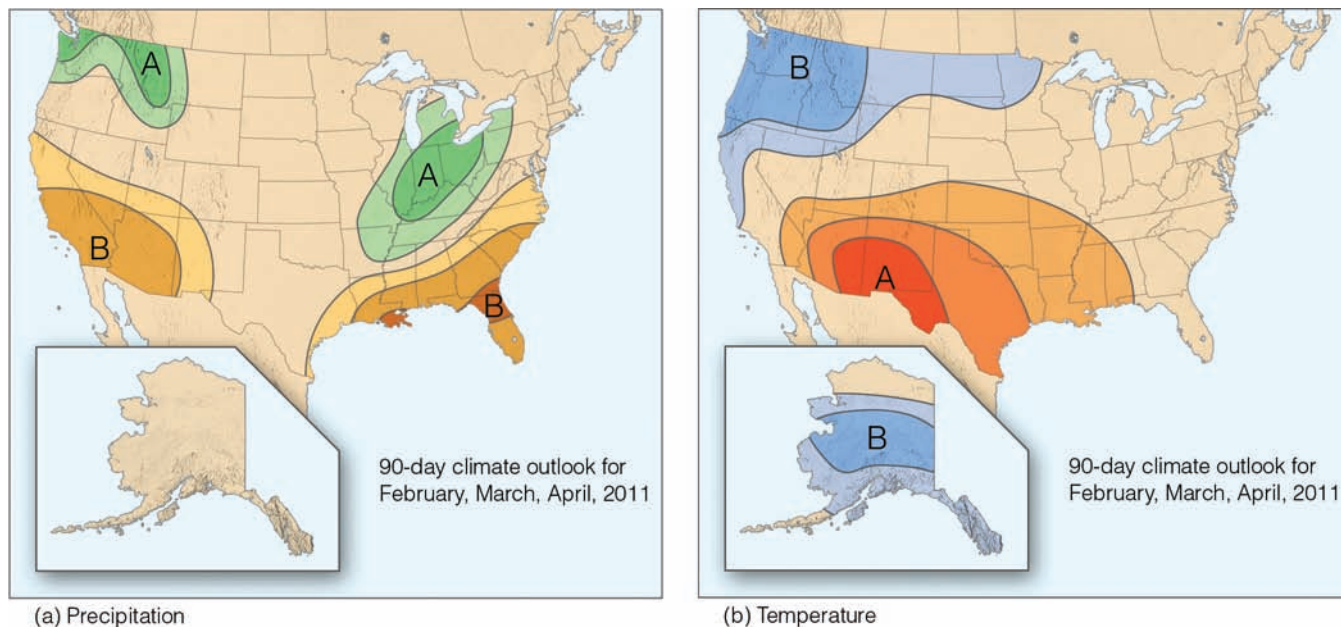 A
A
B
B
90-day climate outlook for
February, March, April, 2011
(a) Precipitation
B
A
B
90-day climate outlook for
February, March, April, 2011
(b) Temperature